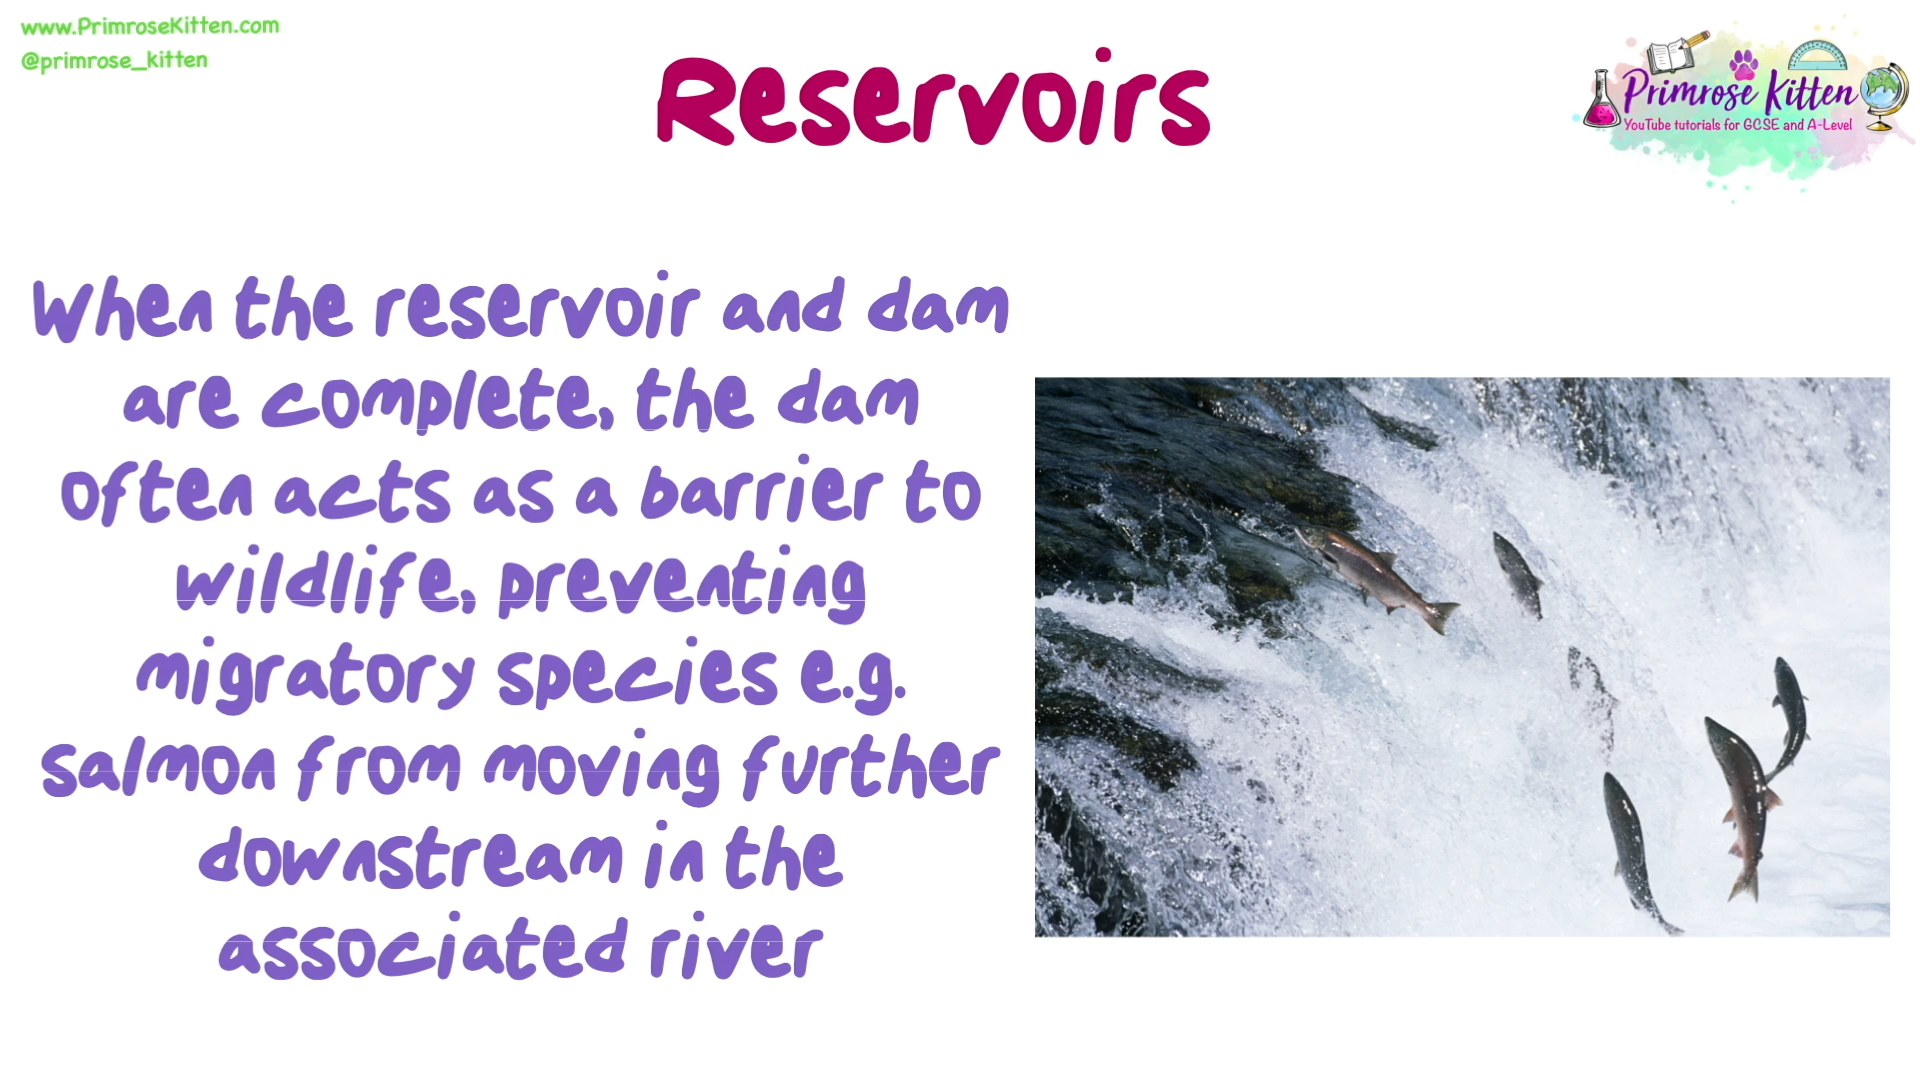 www.PrimroseKitten.com
@primrose_kitten
Reservoirs
Primrose Kitten
YouTube tutorials for GCSE and A-Level
When the reservoir and dam
are complete, the dam
often acts as a barrier to
wildlife, preventing
migratory species e.g.
salmon from moving further
downstream in the
associated river